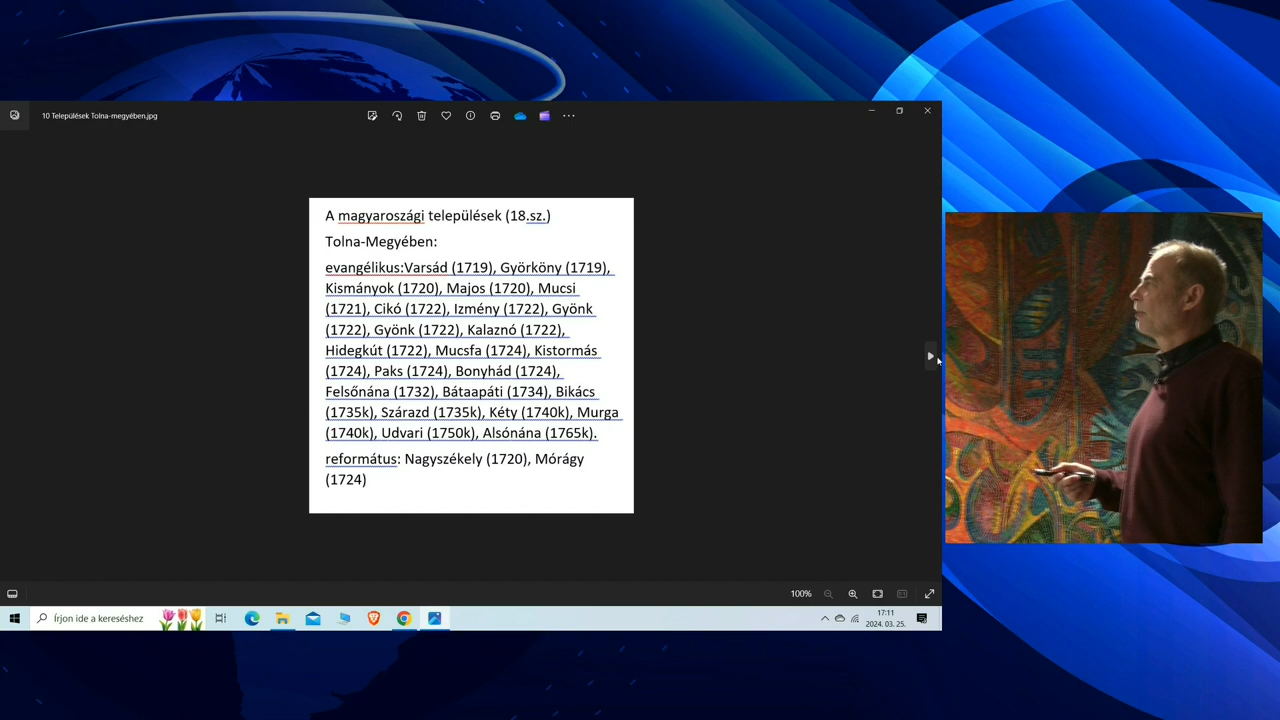 10 Települések Tolna-megyében.jpg
A magyaroszági települések (18.sz.)
Tolna-Megyében:
evangélikus:Varsád (1719), Györköny (1719),
Kismányok (1720), Majos (1720), Mucsi
(1721), Cikó (1722), Izmény (1722), Gyönk
(1722), Gyönk (1722), Kalaznó (1722),
Hidegkút (1722), Mucsfa (1724), Kistormás
(1724), Paks (1724), Bonyhád (1724),
Felsőnána (1732), Bátaapáti (1734), Bikács
(1735k), Szárazd (1735k), Kéty (1740k), Murga
(1740k), Udvari (1750k), Alsónána (1765k).
református: Nagyszékely (1720), Mórágy
(1724)
100%
Írjon ide a kereséshez
17:11
2024. 03. 25.